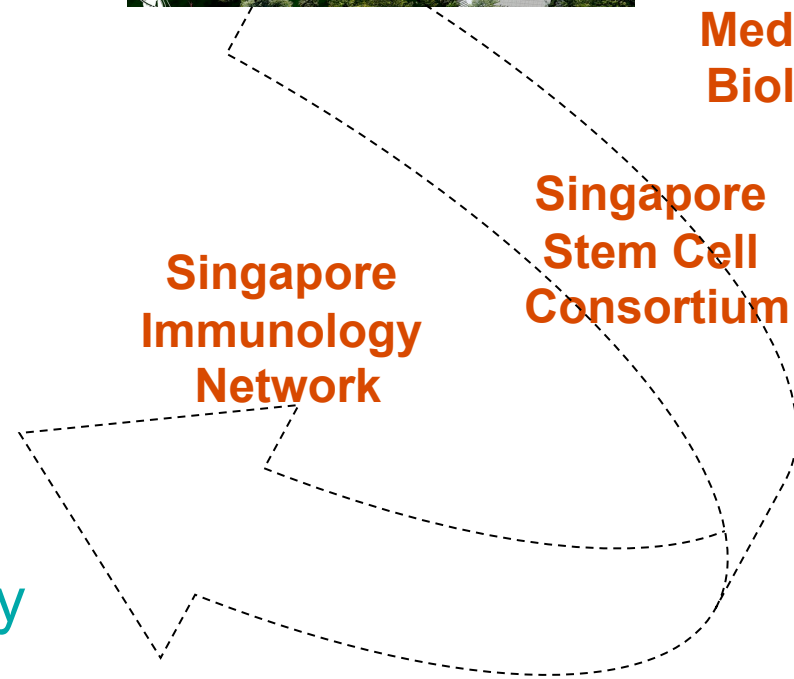 Med
Biol
Singapore
Stem Cell
Consortium
Singapore
Immunology
Network
y